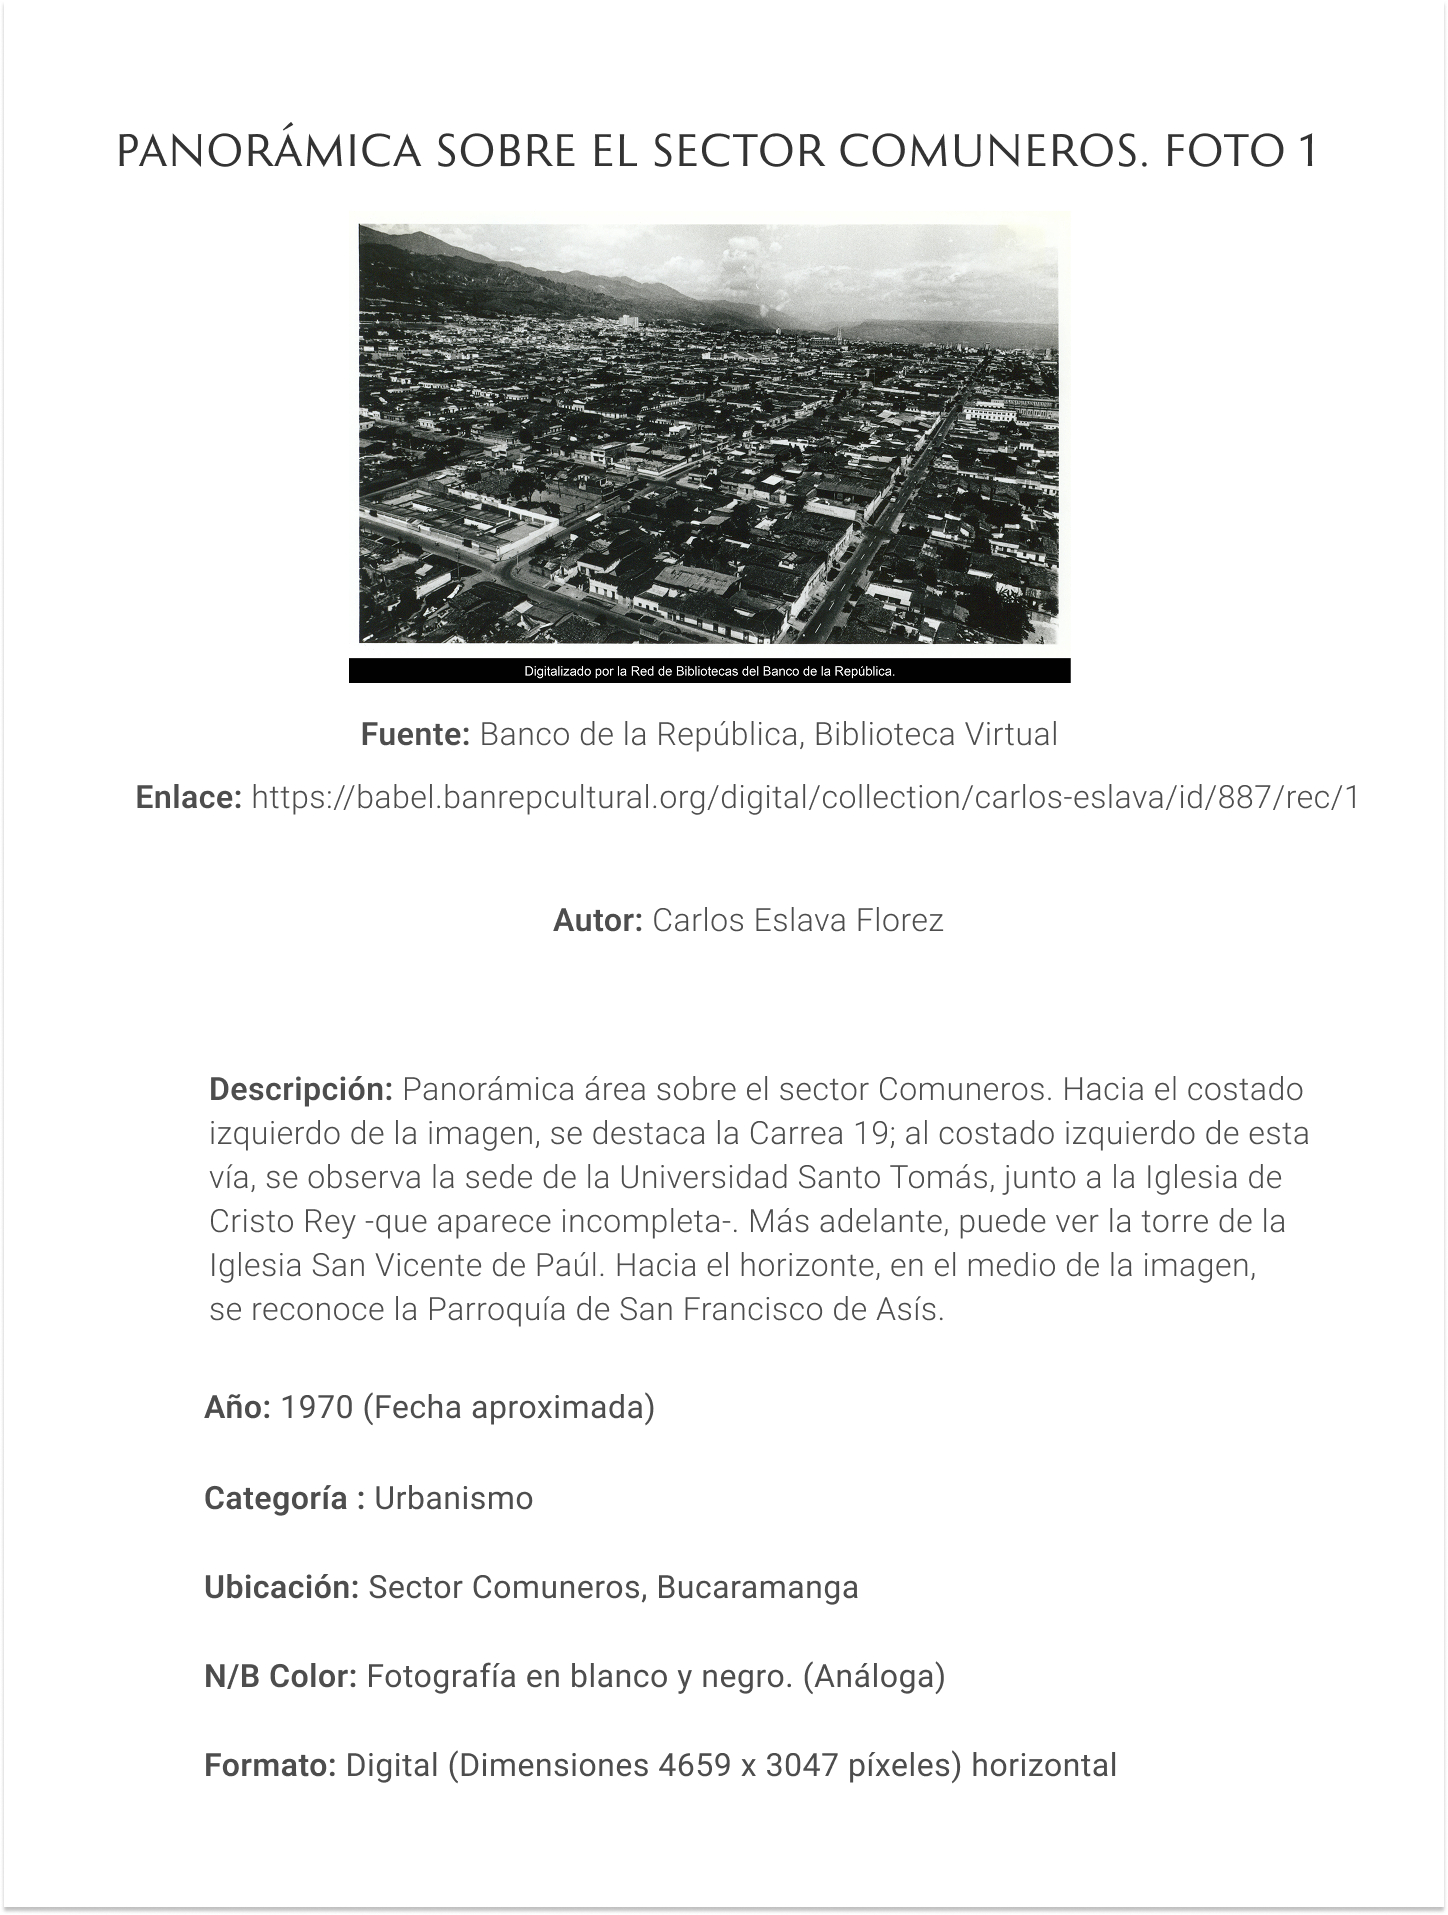 PANORÁMICA SOBRE EL SECTOR COMUNEROS. FOTO 1
Digitalizado por la Red de Bibliotecas del Banco de la República.
Fuente: Banco de la República, Biblioteca Virtual
Enlace: https://babel.banrepcultural.org/digital/collection/carlos-eslava/id/887/rec/1
Autor: Carlos Eslava Florez
Descripción: Panorámica área sobre el sector Comuneros. Hacia el costado
izquierdo de la imagen, se destaca la Carrea 19; al costado izquierdo de esta
vía, se observa la sede de la Universidad Santo Tomás, junto a la Iglesia de
Cristo Rey -que aparece incompleta-. Más adelante, puede ver la torre de la
Iglesia San Vicente de Paúl. Hacia el horizonte, en el medio de la imagen,
se reconoce la Parroquía de San Francisco de Asís.
Año: 1970 (Fecha aproximada)
Categoría : Urbanismo
Ubicación: Sector Comuneros, Bucaramanga
N/B Color: Fotografía en blanco y negro. (Análoga)
Formato: Digital (Dimensiones 4659 x 3047 píxeles) horizontal